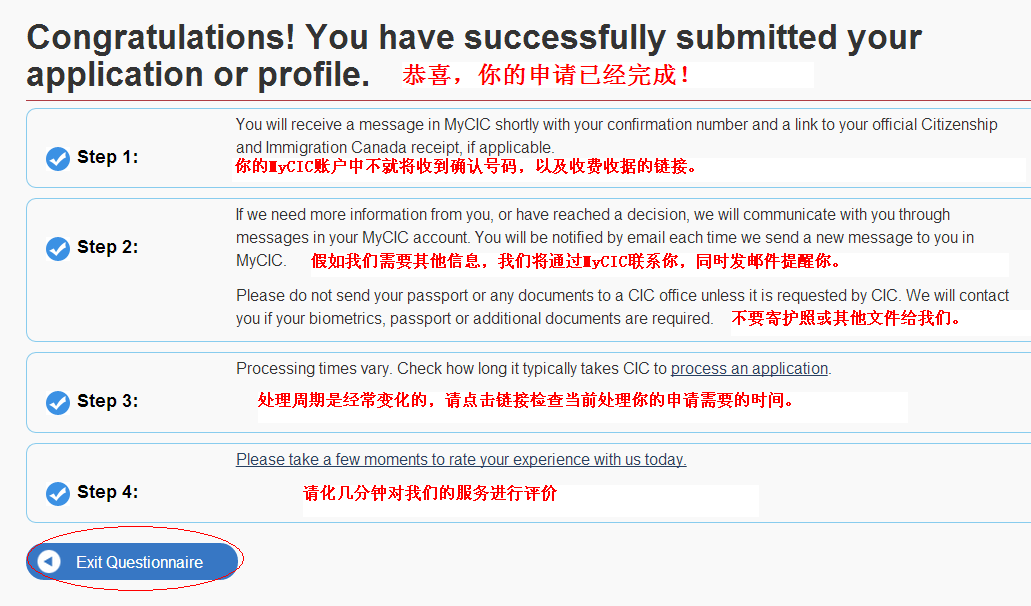 Congratulations! You have successfully submitted your
application or profile. 恭喜，你的申请已经完成！
You will receive a message in MyCIC shortly with your confirmation number and a link to your official Citizenship
Step 1: and Immigration Canada receipt, if applicable.
你的MyCIC账户中不就将收到确认号码，以及收费收据的链接。
If we need more information from you, or have reached a decision, we will communicate with you through
Step 2: messages in your MyCIC account. You will be notified by email each time we send a new message to you in
MyCIC. 假如我们需要其他信息，我们将通过MyCIC联系你，同时发邮件提醒你。
Please do not send your passport or any documents to a CIC office unless it is requested by CIC. We will contact
you if your biometrics, passport or additional documents are required. 不要寄护照或其他文件给我们。
Processing times vary. Check how long it typically takes CIC to process an application.
Step 3: 处理周期是经常变化的，请点击链接检查当前处理你的申请需要的时间。
Please take a few moments to rate your experience with us today.
Step 4: 请化几分钟对我们的服务进行评价
Exit Questionnaire